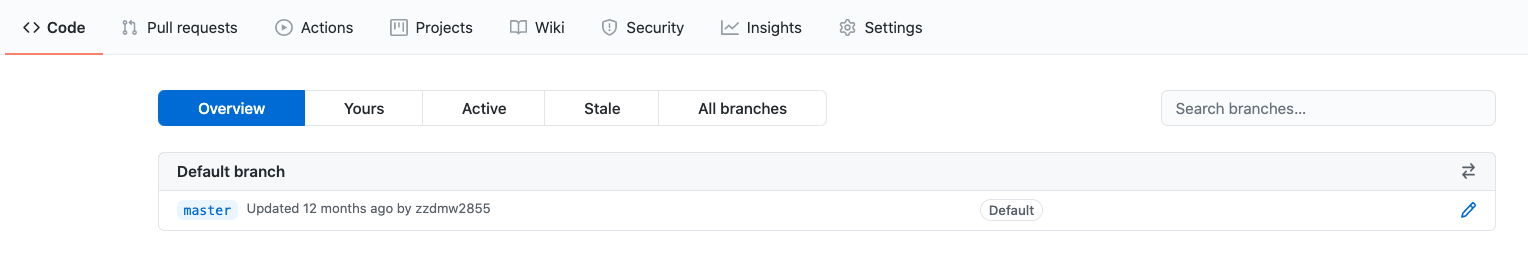 Code Pull requests Actions Projects Wiki Security Insights Settings
Overview Yours Active Stale All branches Search branches...
Default branch
master Updated 12 months ago by zzdmw2855 Default